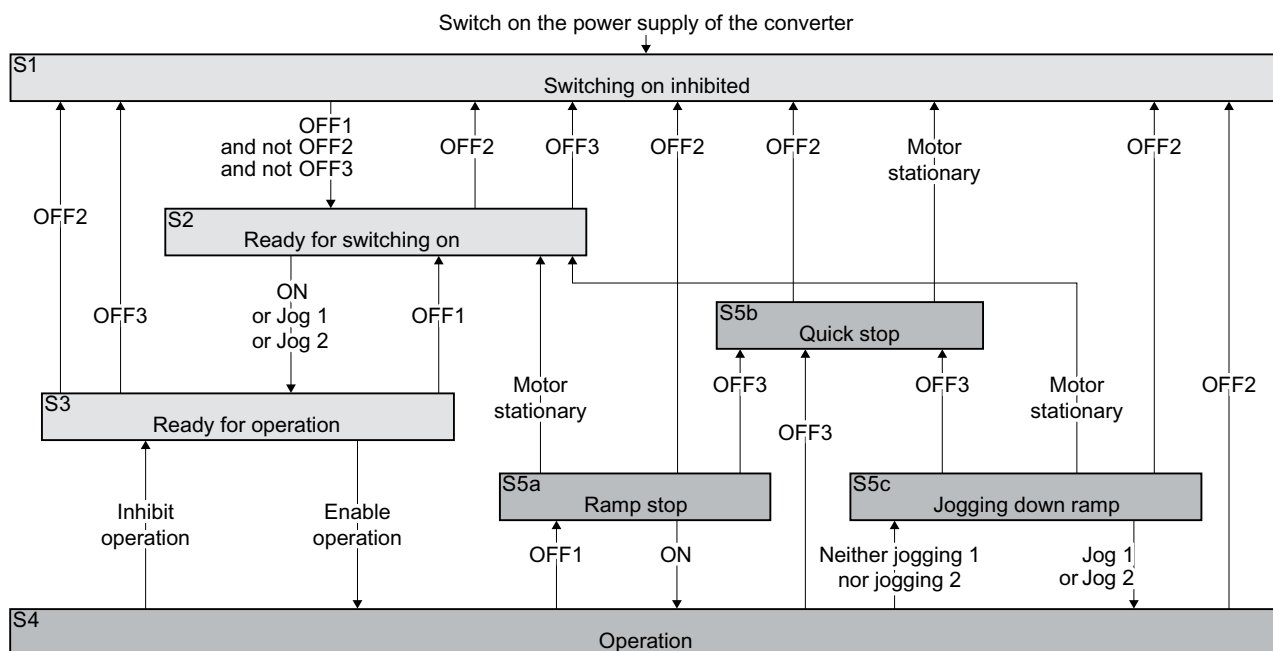 Switch on the power supply of the converter
S1
Switching on inhibited
OFF1
and not OFF2
and not OFF3
OFF2
OFF3
OFF2
OFF2
Motor
stationary
OFF2
S2
Ready for switching on
OFF2
OFF3
ON
or Jog 1
or Jog 2
OFF1
S5b
Quick stop
S3
Ready for operation
Motor
stationary
OFF3
OFF3
OFF3
Motor
stationary
OFF2
S5a
Ramp stop
S5c
Jogging down ramp
Inhibit
operation
Enable
operation
OFF1
ON
Neither jogging 1
nor jogging 2
Jog 1
or Jog 2
S4
Operation